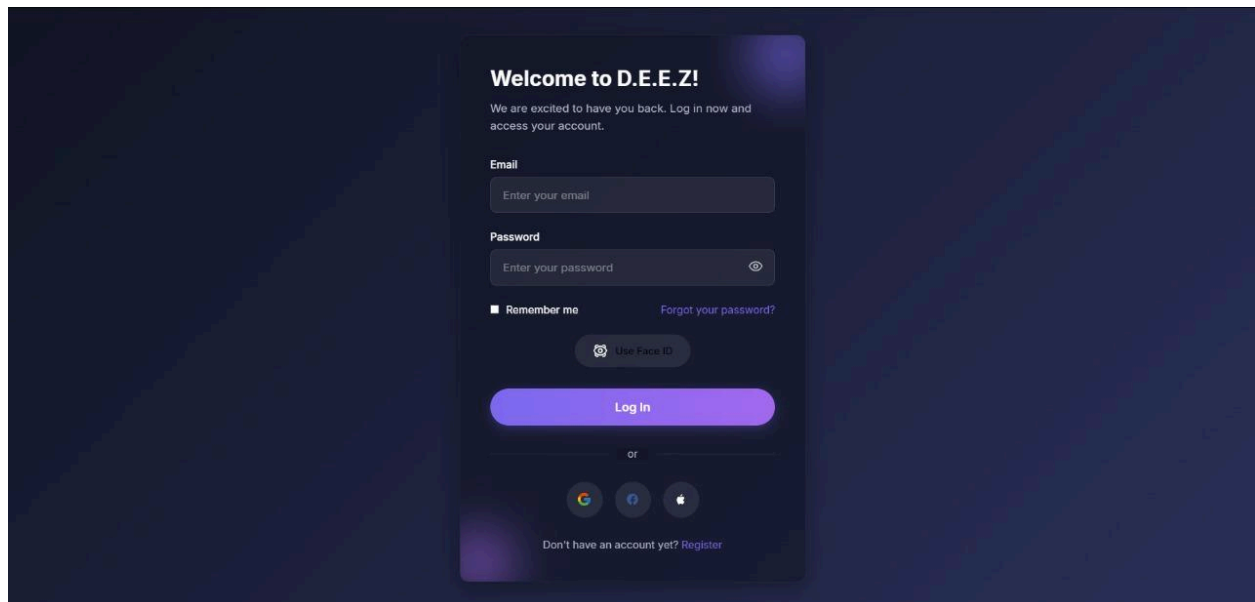 Welcome to D.E.E.Z!
We are excited to have you back. Log in now and
access your account.
Email
Enter your email
Password
Enter your password
Remember me Forgot your password?
Use Face ID
Log In
or
Don't have an account yet? Register